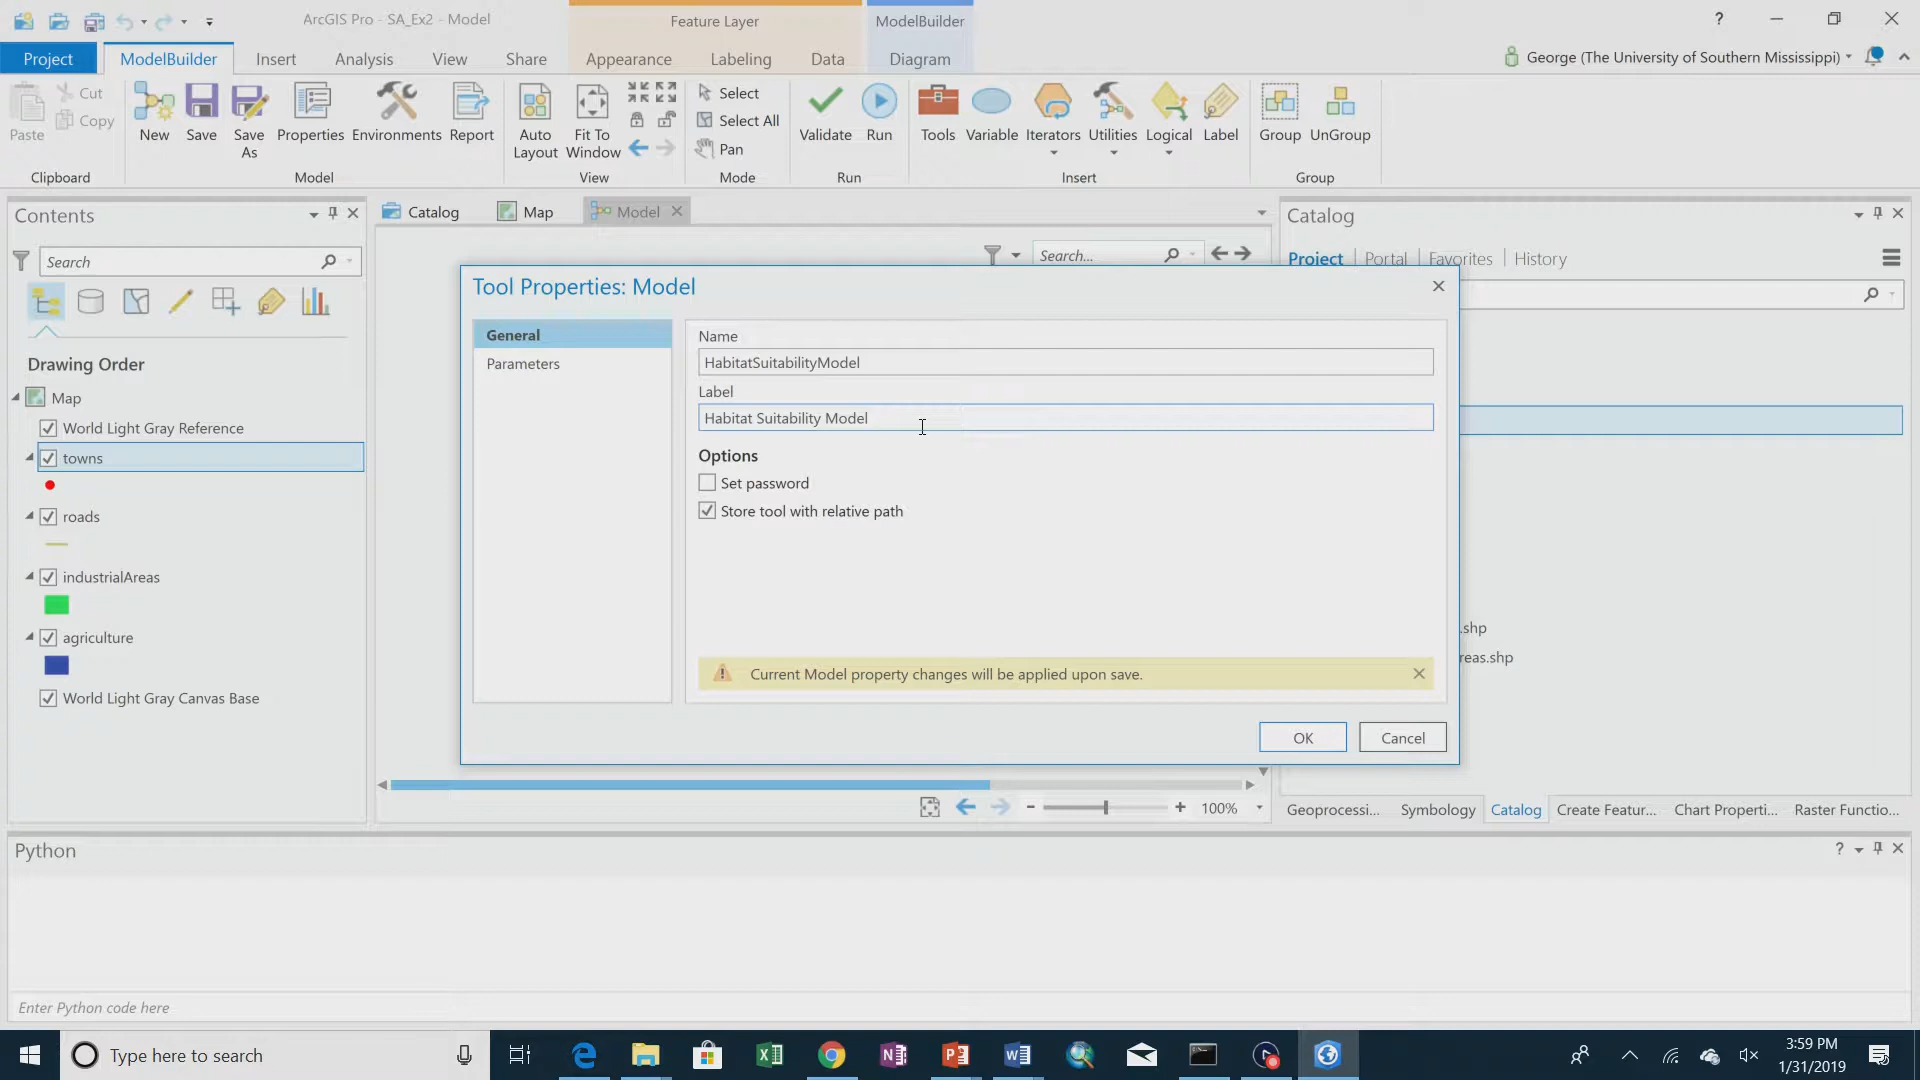 ArcGIS Pro - SA_Ex2 - Model
Feature Layer
ModelBuilder
?
Project
ModelBuilder
Insert
Analysis
View
Share
Appearance
Labeling
Data
Diagram
George (The University of Southern Mississippi)
Paste
Cut
Copy
New
Save
Save As
Properties
Environments
Report
Auto Layout
Fit To Window
Select
Select All
Pan
Validate
Run
Tools
Variable
Iterators
Utilities
Logical
Label
Group
UnGroup
Clipboard
Model
View
Mode
Run
Insert
Group
Contents
Search
Drawing Order
Map
World Light Gray Reference
towns
roads
industrialAreas
agriculture
World Light Gray Canvas Base
Catalog
Map
Model
Search...
Catalog
Project
Portal
Favorites
History
Tool Properties: Model
General
Parameters
Name
HabitatSuitabilityModel
Label
Habitat Suitability Model
Options
Set password
Store tool with relative path
Current Model property changes will be applied upon save.
OK
Cancel
.shp
reas.shp
100%
Geoprocessi...
Symbology
Catalog
Create Featur...
Chart Properti...
Raster Functio...
Python
?
Enter Python code here
Type here to search
3:59 PM
1/31/2019